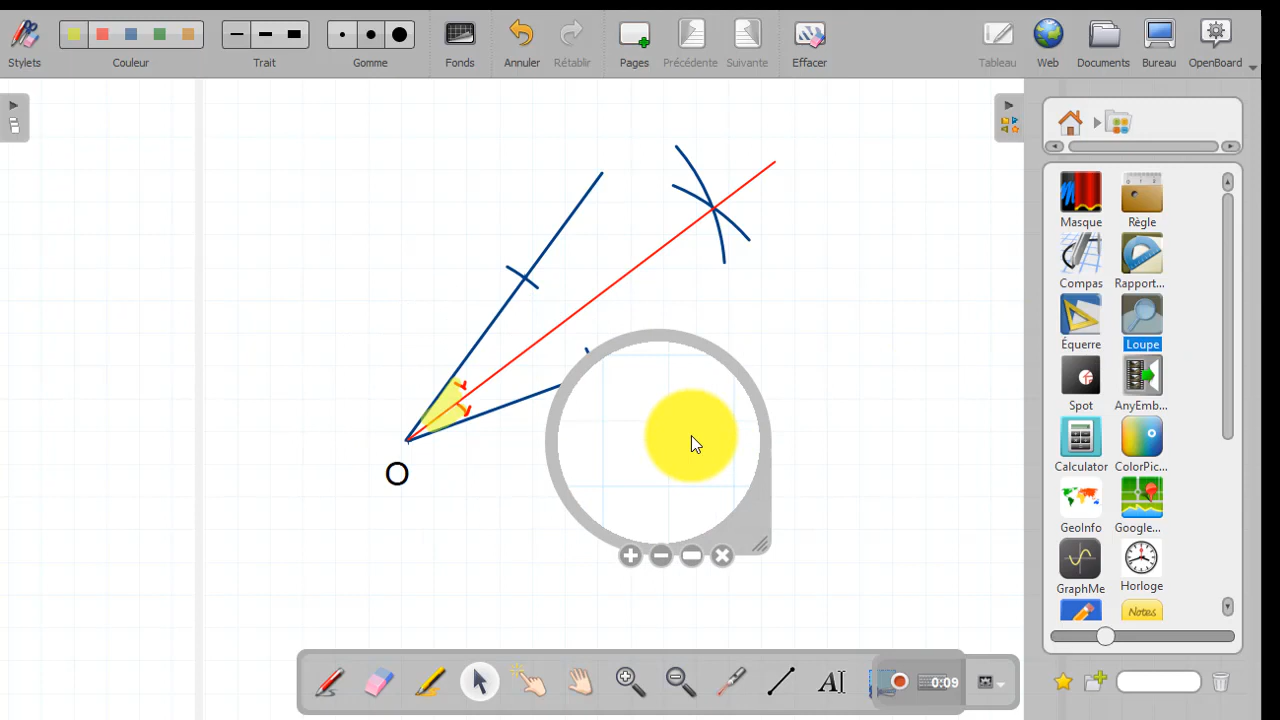 Stylets
Couleur
Trait
Gomme
Fonds
Annuler
Rétablir
Pages
Précédente
Suivante
Effacer
Tableau
Web
Documents
Bureau
OpenBoard
Masque
Règle
Compas
Rapport...
Équerre
Loupe
Spot
AnyEmb...
Calculator
ColorPic...
GeoInfo
Google...
GraphMe
Horloge
Notes
O
0:09